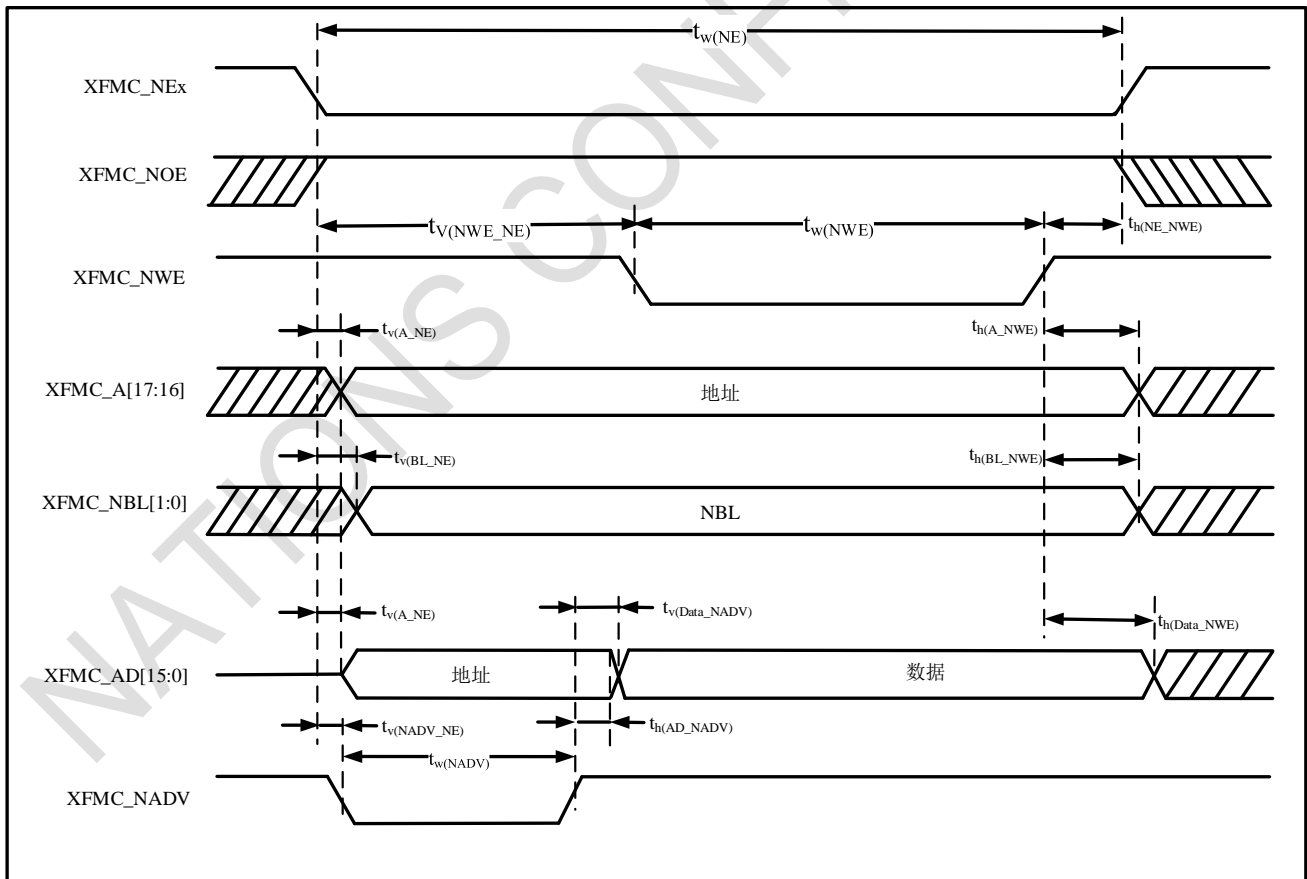 tw(NE)
XFMC_NEx
XFMC_NOE
tV(NWE_NE)
tw(NWE)
th(NE_NWE)
XFMC_NWE
tv(A_NE)
th(A_NWE)
XFMC_A[17:16]
地址
tv(BL_NE)
th(BL_NWE)
XFMC_NBL[1:0]
NBL
tv(A_NE)
tv(Data_NADV)
th(Data_NWE)
XFMC_AD[15:0]
地址
数据
tv(NADV_NE)
th(AD_NADV)
tw(NADV)
XFMC_NADV
NATIONS